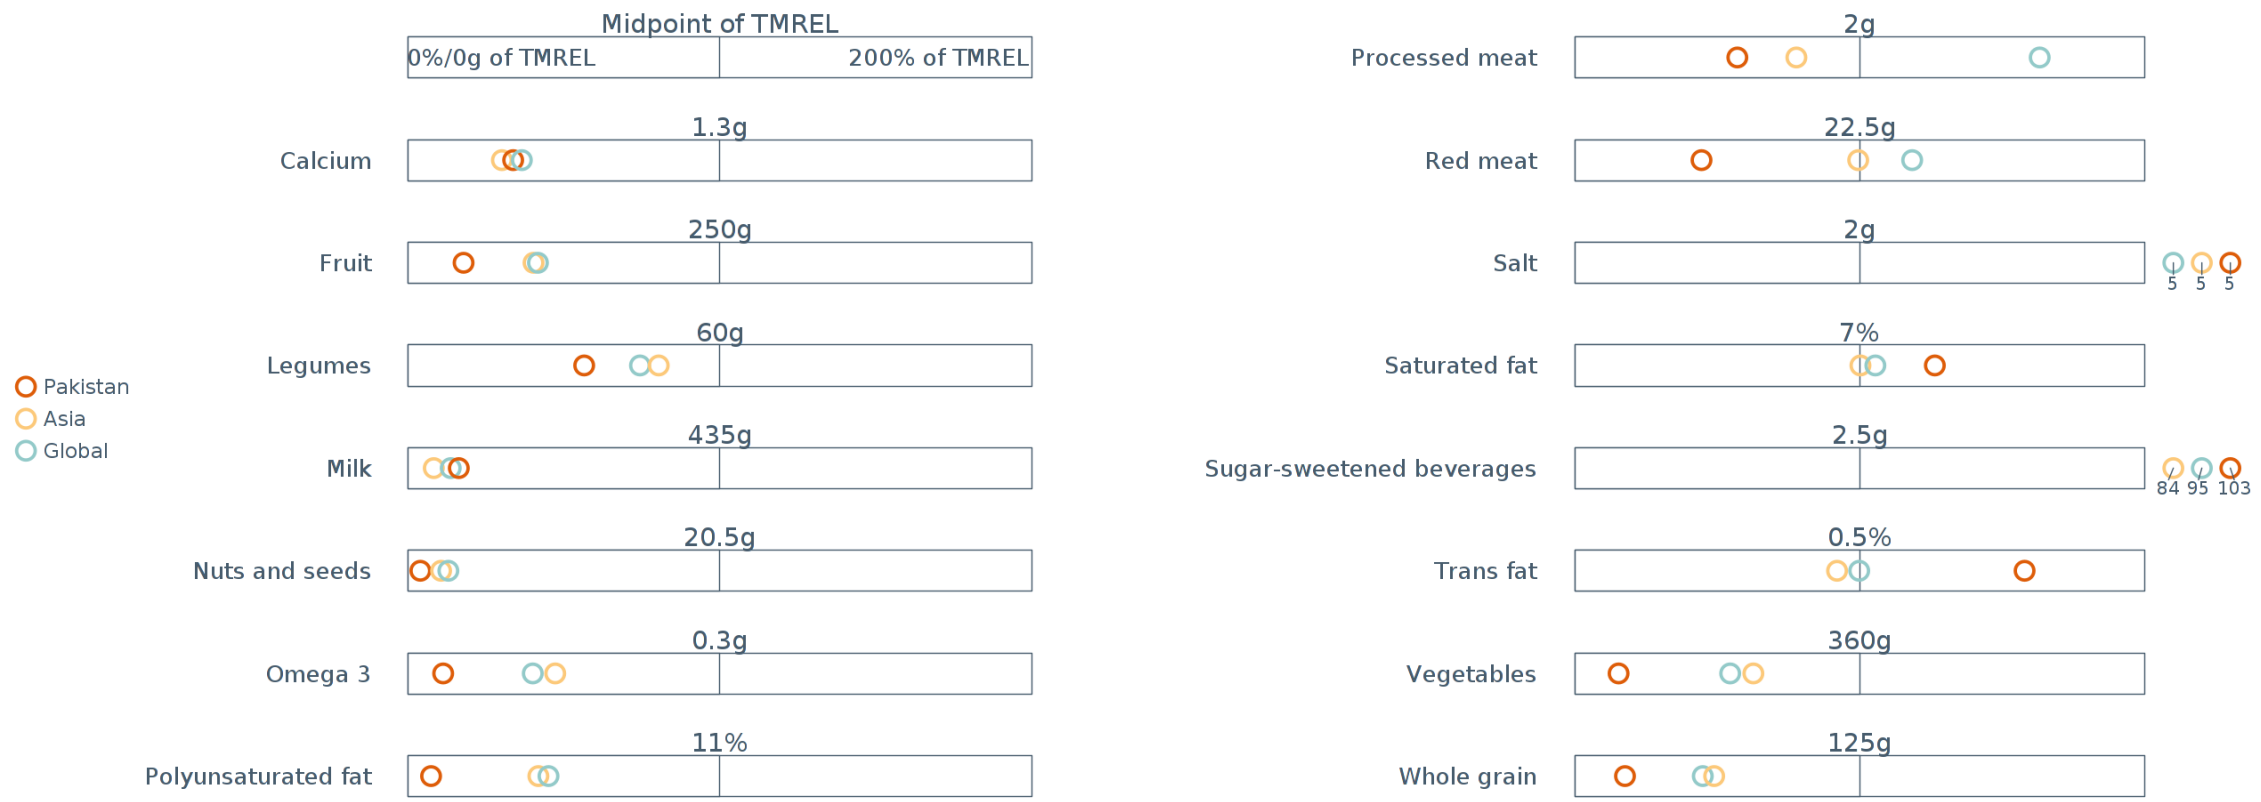 Midpoint of TMREL
0%/0g of TMREL 200% of TMREL
1.3g
Calcium
250g
Fruit
60g
Legumes
435g
Milk
20.5g
Nuts and seeds
0.3g
Omega 3
11%
Polyunsaturated fat
Pakistan
Asia
Global
2g
Processed meat
22.5g
Red meat
2g
Salt
5 5 5
7%
Saturated fat
2.5g
Sugar-sweetened beverages
84 95 103
0.5%
Trans fat
360g
Vegetables
125g
Whole grain